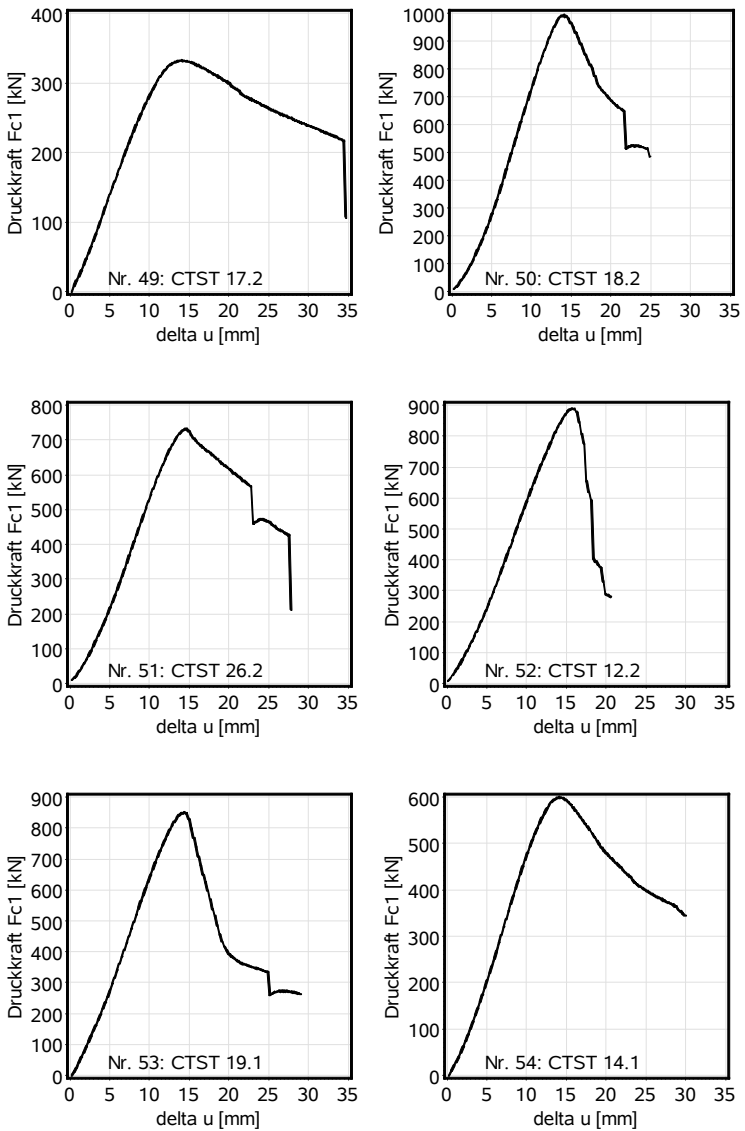 400
300
200
100
0
Druckkraft Fc1 [kN]
Nr. 49: CTST 17.2
0 5 10 15 20 25 30 35
delta u [mm]
1000
900
800
700
600
500
400
300
200
100
0
Druckkraft Fc1 [kN]
Nr. 50: CTST 18.2
0 5 10 15 20 25 30 35
delta u [mm]
800
700
600
500
400
300
200
100
0
Druckkraft Fc1 [kN]
Nr. 51: CTST 26.2
0 5 10 15 20 25 30 35
delta u [mm]
900
800
700
600
500
400
300
200
100
0
Druckkraft Fc1 [kN]
Nr. 52: CTST 12.2
0 5 10 15 20 25 30 35
delta u [mm]
900
800
700
600
500
400
300
200
100
0
Druckkraft Fc1 [kN]
Nr. 53: CTST 19.1
0 5 10 15 20 25 30 35
delta u [mm]
600
500
400
300
200
100
0
Druckkraft Fc1 [kN]
Nr. 54: CTST 14.1
0 5 10 15 20 25 30 35
delta u [mm]